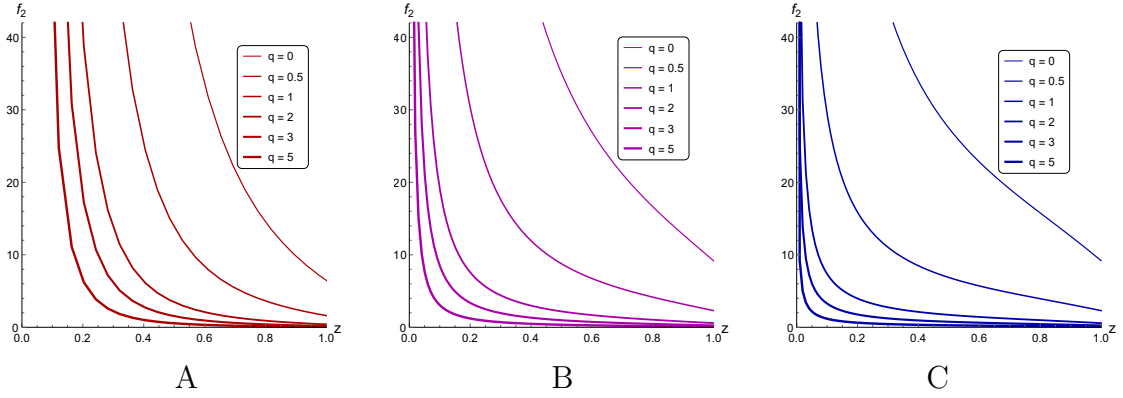 f2
40
30
20
10
0
0.0 0.2 0.4 0.6 0.8 1.0
z
q = 0
q = 0.5
q = 1
q = 2
q = 3
q = 5
A
f2
40
30
20
10
0
0.0 0.2 0.4 0.6 0.8 1.0
z
q = 0
q = 0.5
q = 1
q = 2
q = 3
q = 5
B
f2
40
30
20
10
0
0.0 0.2 0.4 0.6 0.8 1.0
z
q = 0
q = 0.5
q = 1
q = 2
q = 3
q = 5
C